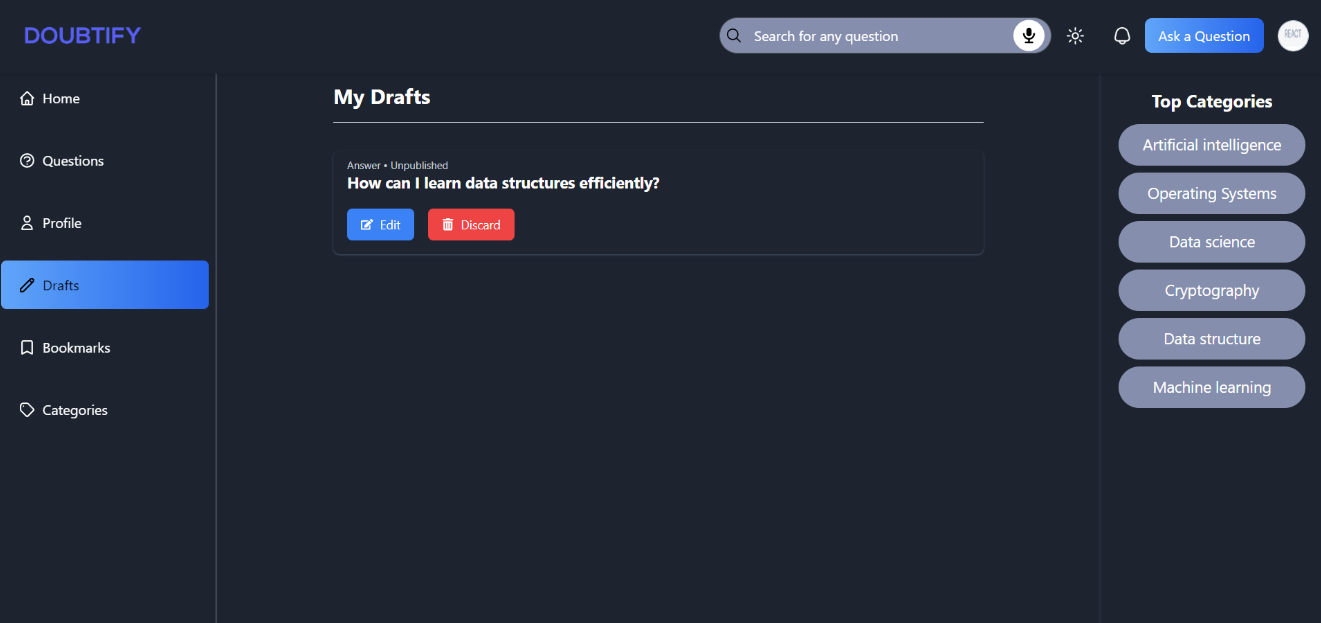 DOUBTIFY
Search for any question
Ask a Question
REACT
Home
Questions
Profile
Drafts
Bookmarks
Categories
My Drafts
Answer • Unpublished
How can I learn data structures efficiently?
Edit
Discard
Top Categories
Artificial intelligence
Operating Systems
Data science
Cryptography
Data structure
Machine learning